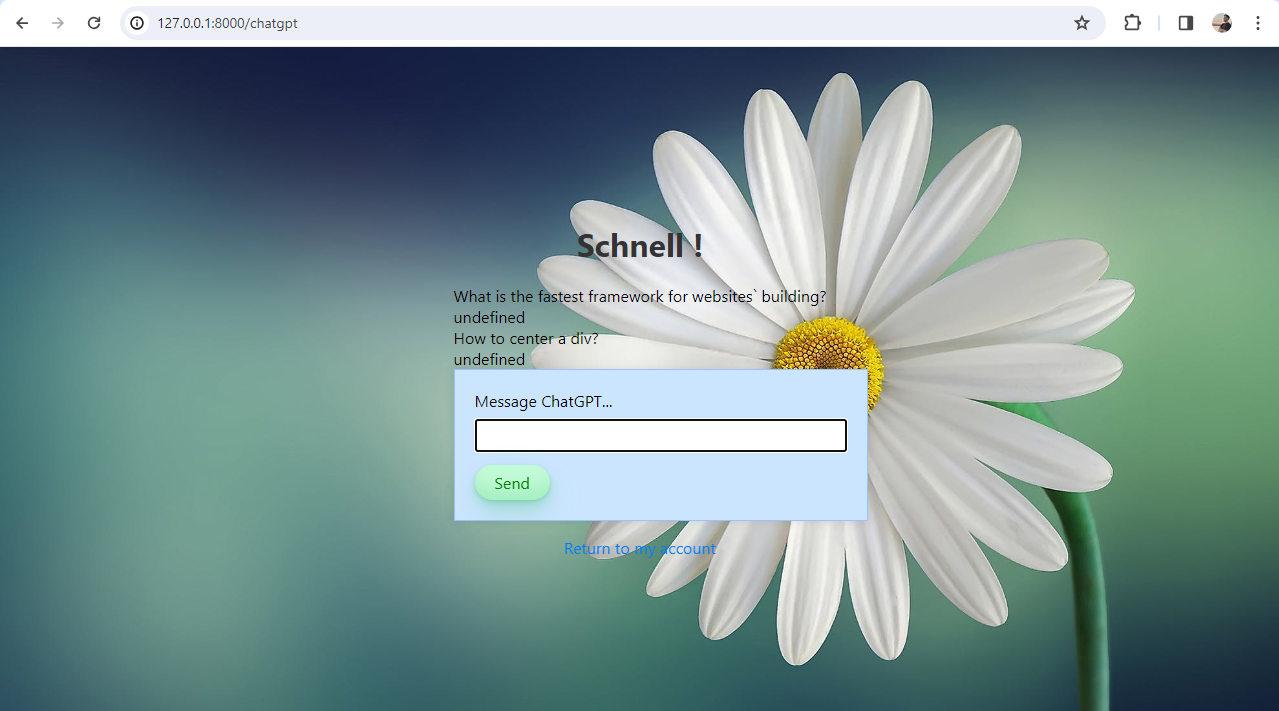 127.0.0.1:8000/chatgpt
Schnell !
What is the fastest framework for websites` building?
undefined
How to center a div?
undefined
Message ChatGPT...
Send
Return to my account